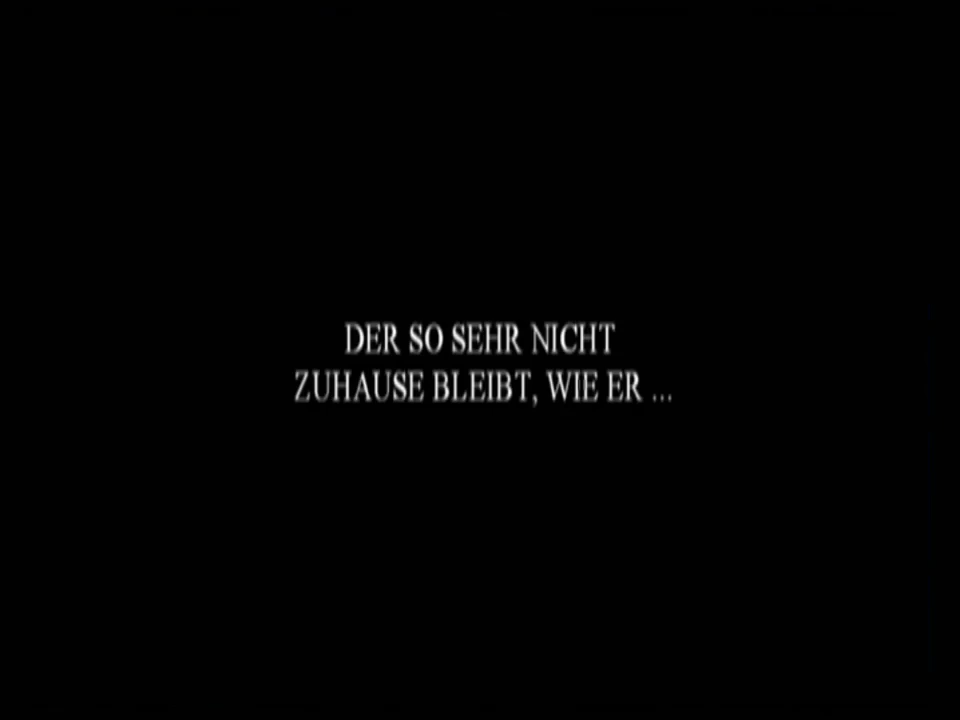 DER SO SEHR NICHT
ZUHAUSE BLEIBT, WIE ER ...